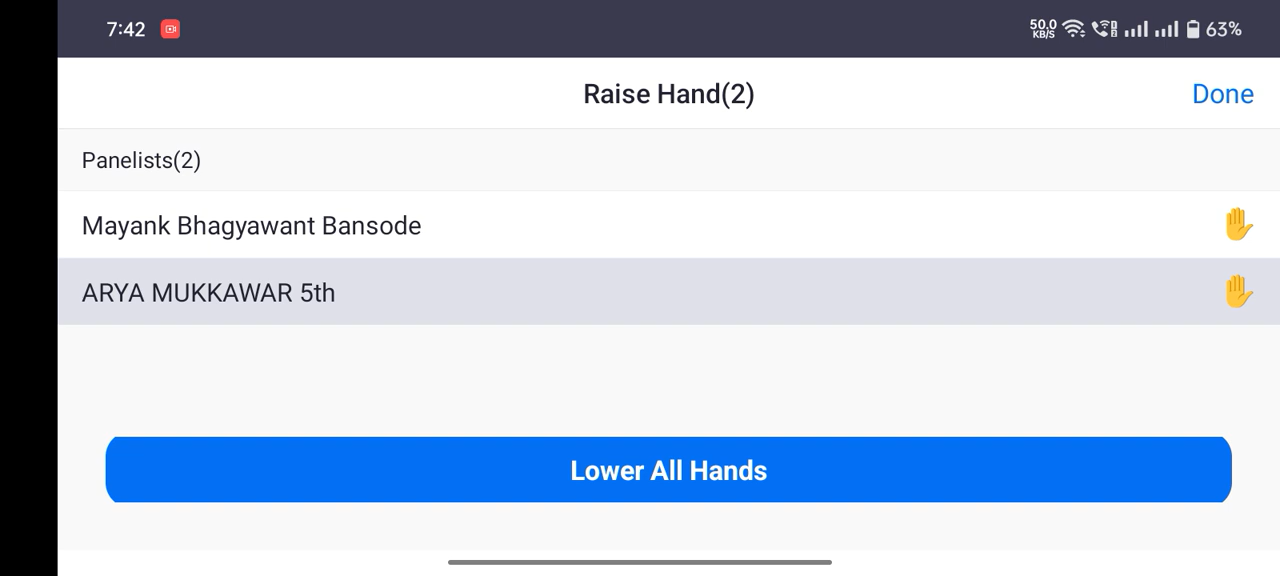 7:42
50.0 KB/S
63%
Raise Hand(2)
Done
Panelists(2)
Mayank Bhagyawant Bansode
ARYA MUKKAWAR 5th
Lower All Hands